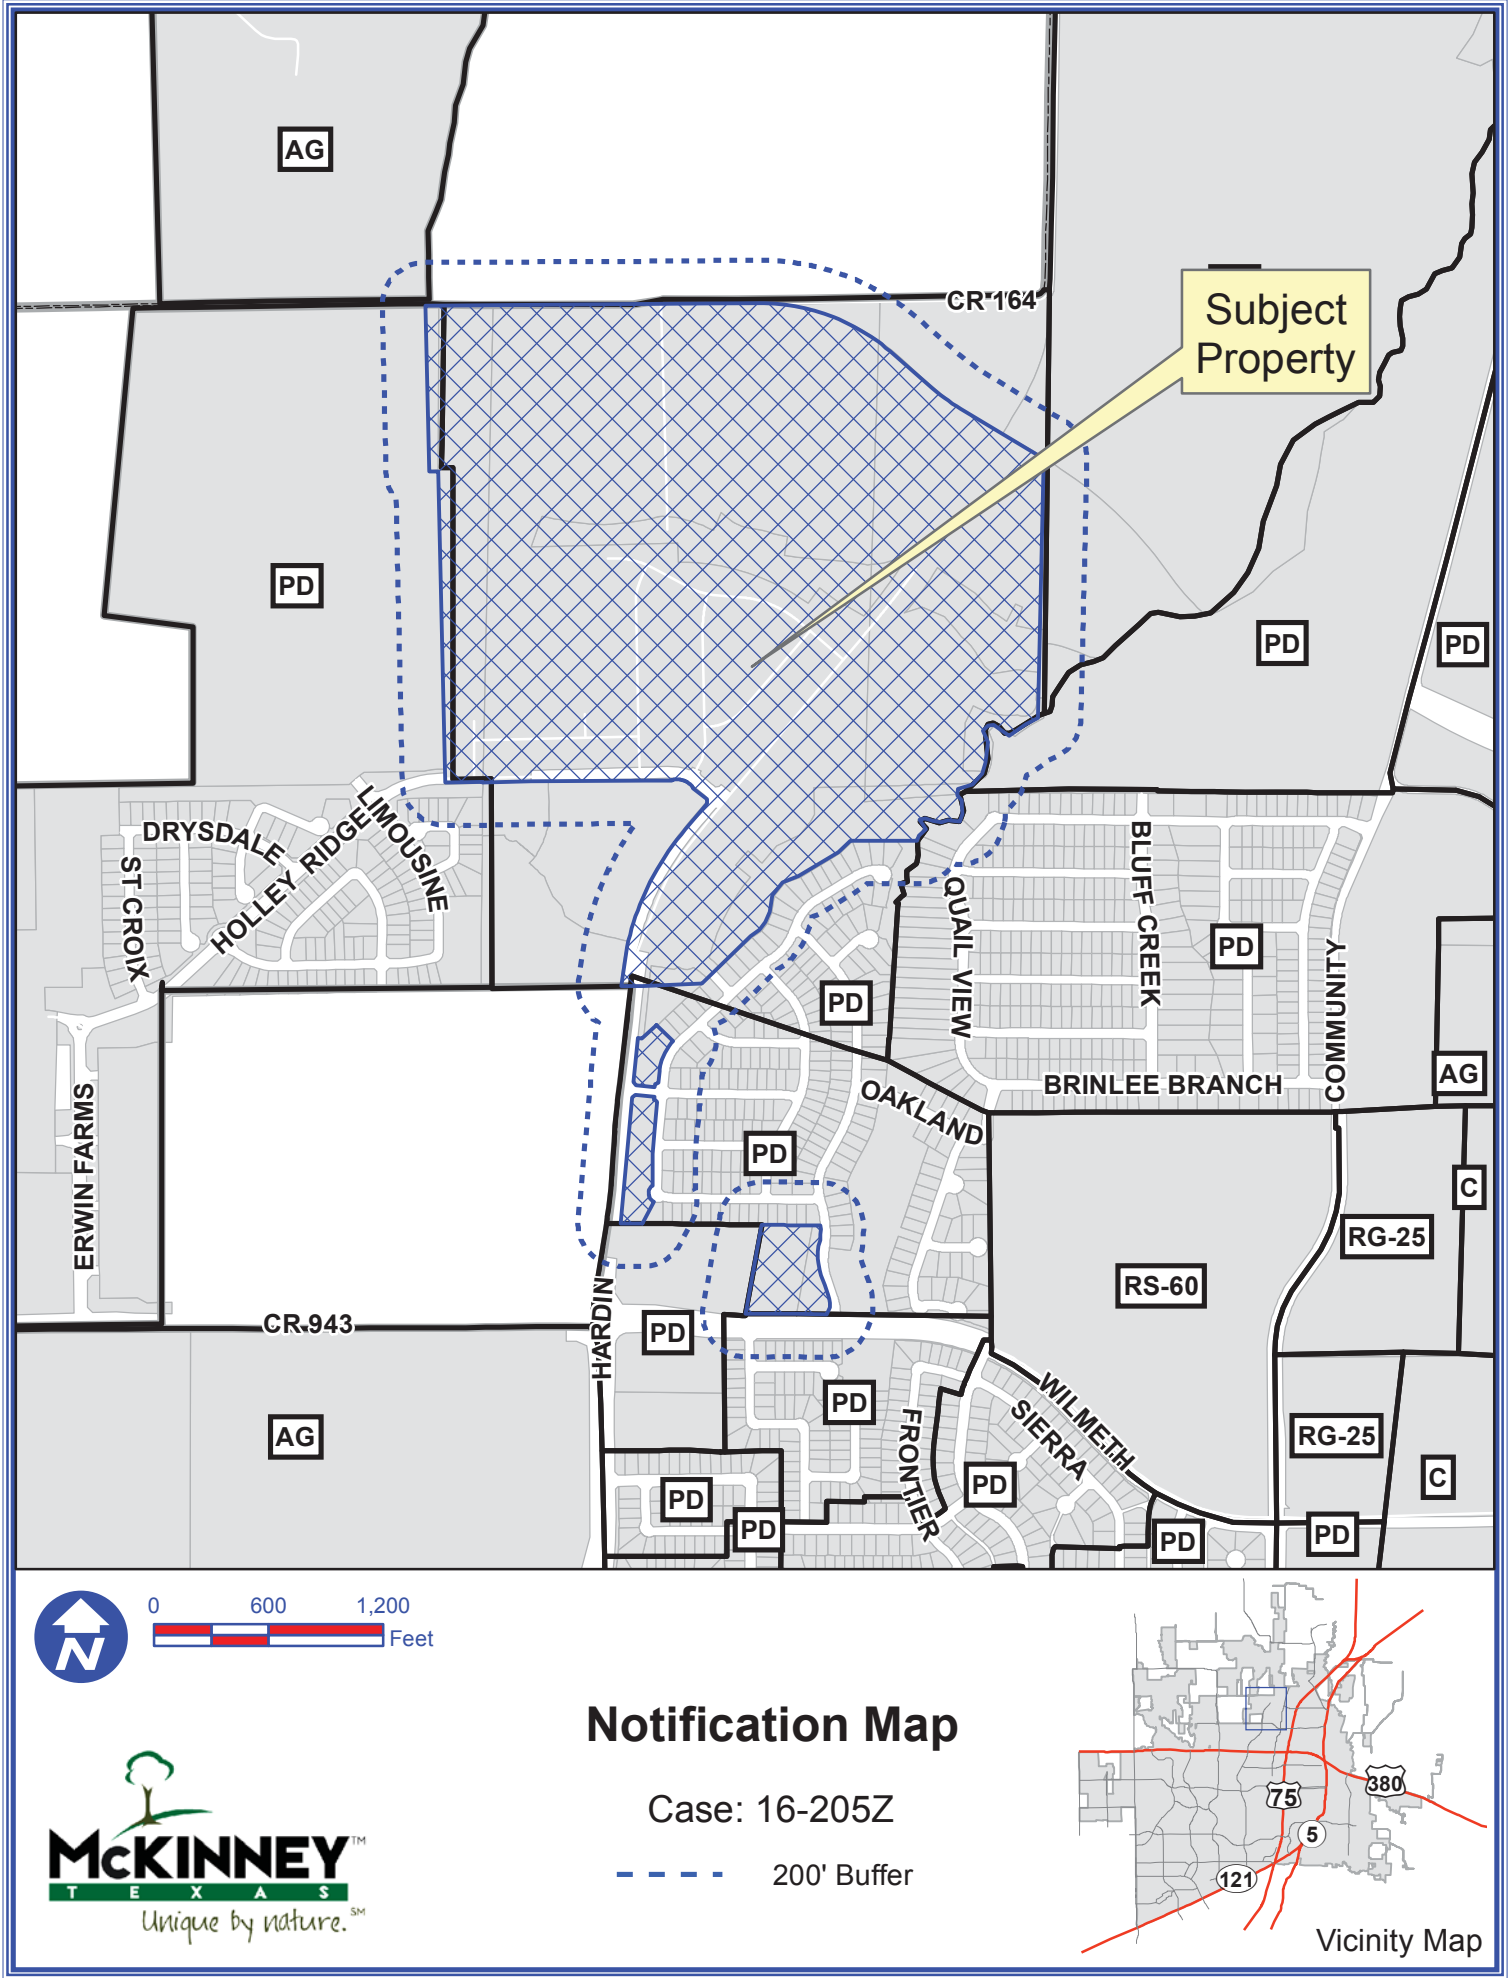 AG
CR 164
Subject
Property
PD
PD
PD
LIMOUSINE
DRYSDALE
HOLLEY RIDGE
ST CROIX
QUAIL VIEW
BLUFF CREEK
PD
COMMUNITY
PD
AG
BRINLEE BRANCH
OAKLAND
ERWIN FARMS
PD
C
RG-25
RS-60
HARDIN
CR 943
PD
PD
WILMETH
SIERRA
FRONTIER
AG
RG-25
C
PD
PD
PD
PD
PD
N
0 600 1,200
Feet
Notification Map
Case: 16-205Z
200' Buffer
McKINNEY™
TEXAS
Unique by nature.℠
75
380
5
121
Vicinity Map